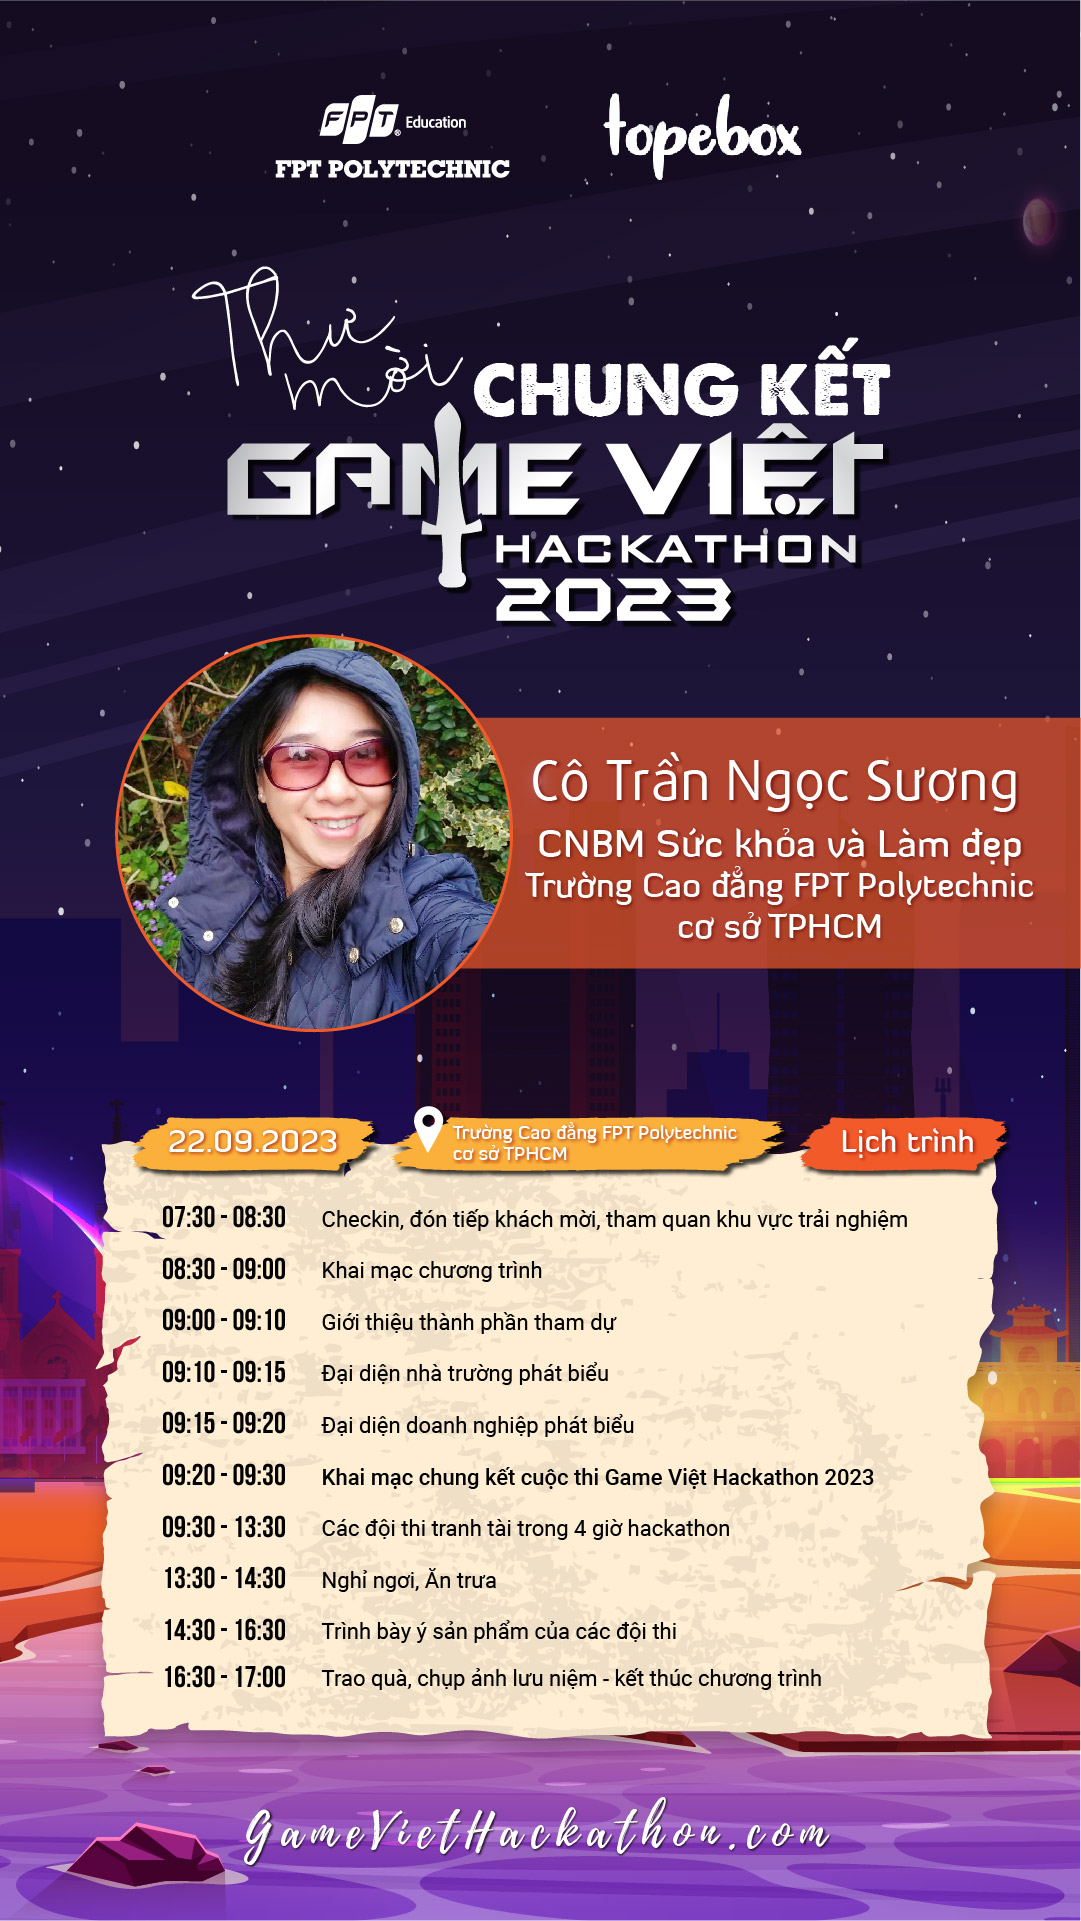 FPT Education
FPT POLYTECHNIC
topebox
Thư mời
CHUNG KẾT
GAME VIỆT
HACKATHON
2023
Cô Trần Ngọc Sương
CNBM Sức khỏa và Làm đẹp
Trường Cao đẳng FPT Polytechnic
cơ sở TPHCM
22.09.2023
Trường Cao đẳng FPT Polytechnic
cơ sở TPHCM
Lịch trình
07:30 - 08:30 Checkin, đón tiếp khách mời, tham quan khu vực trải nghiệm
08:30 - 09:00 Khai mạc chương trình
09:00 - 09:10 Giới thiệu thành phần tham dự
09:10 - 09:15 Đại diện nhà trường phát biểu
09:15 - 09:20 Đại diện doanh nghiệp phát biểu
09:20 - 09:30 Khai mạc chung kết cuộc thi Game Việt Hackathon 2023
09:30 - 13:30 Các đội thi tranh tài trong 4 giờ hackathon
13:30 - 14:30 Nghỉ ngơi, Ăn trưa
14:30 - 16:30 Trình bày ý sản phẩm của các đội thi
16:30 - 17:00 Trao quà, chụp ảnh lưu niệm - kết thúc chương trình
GameVietHackathon.com